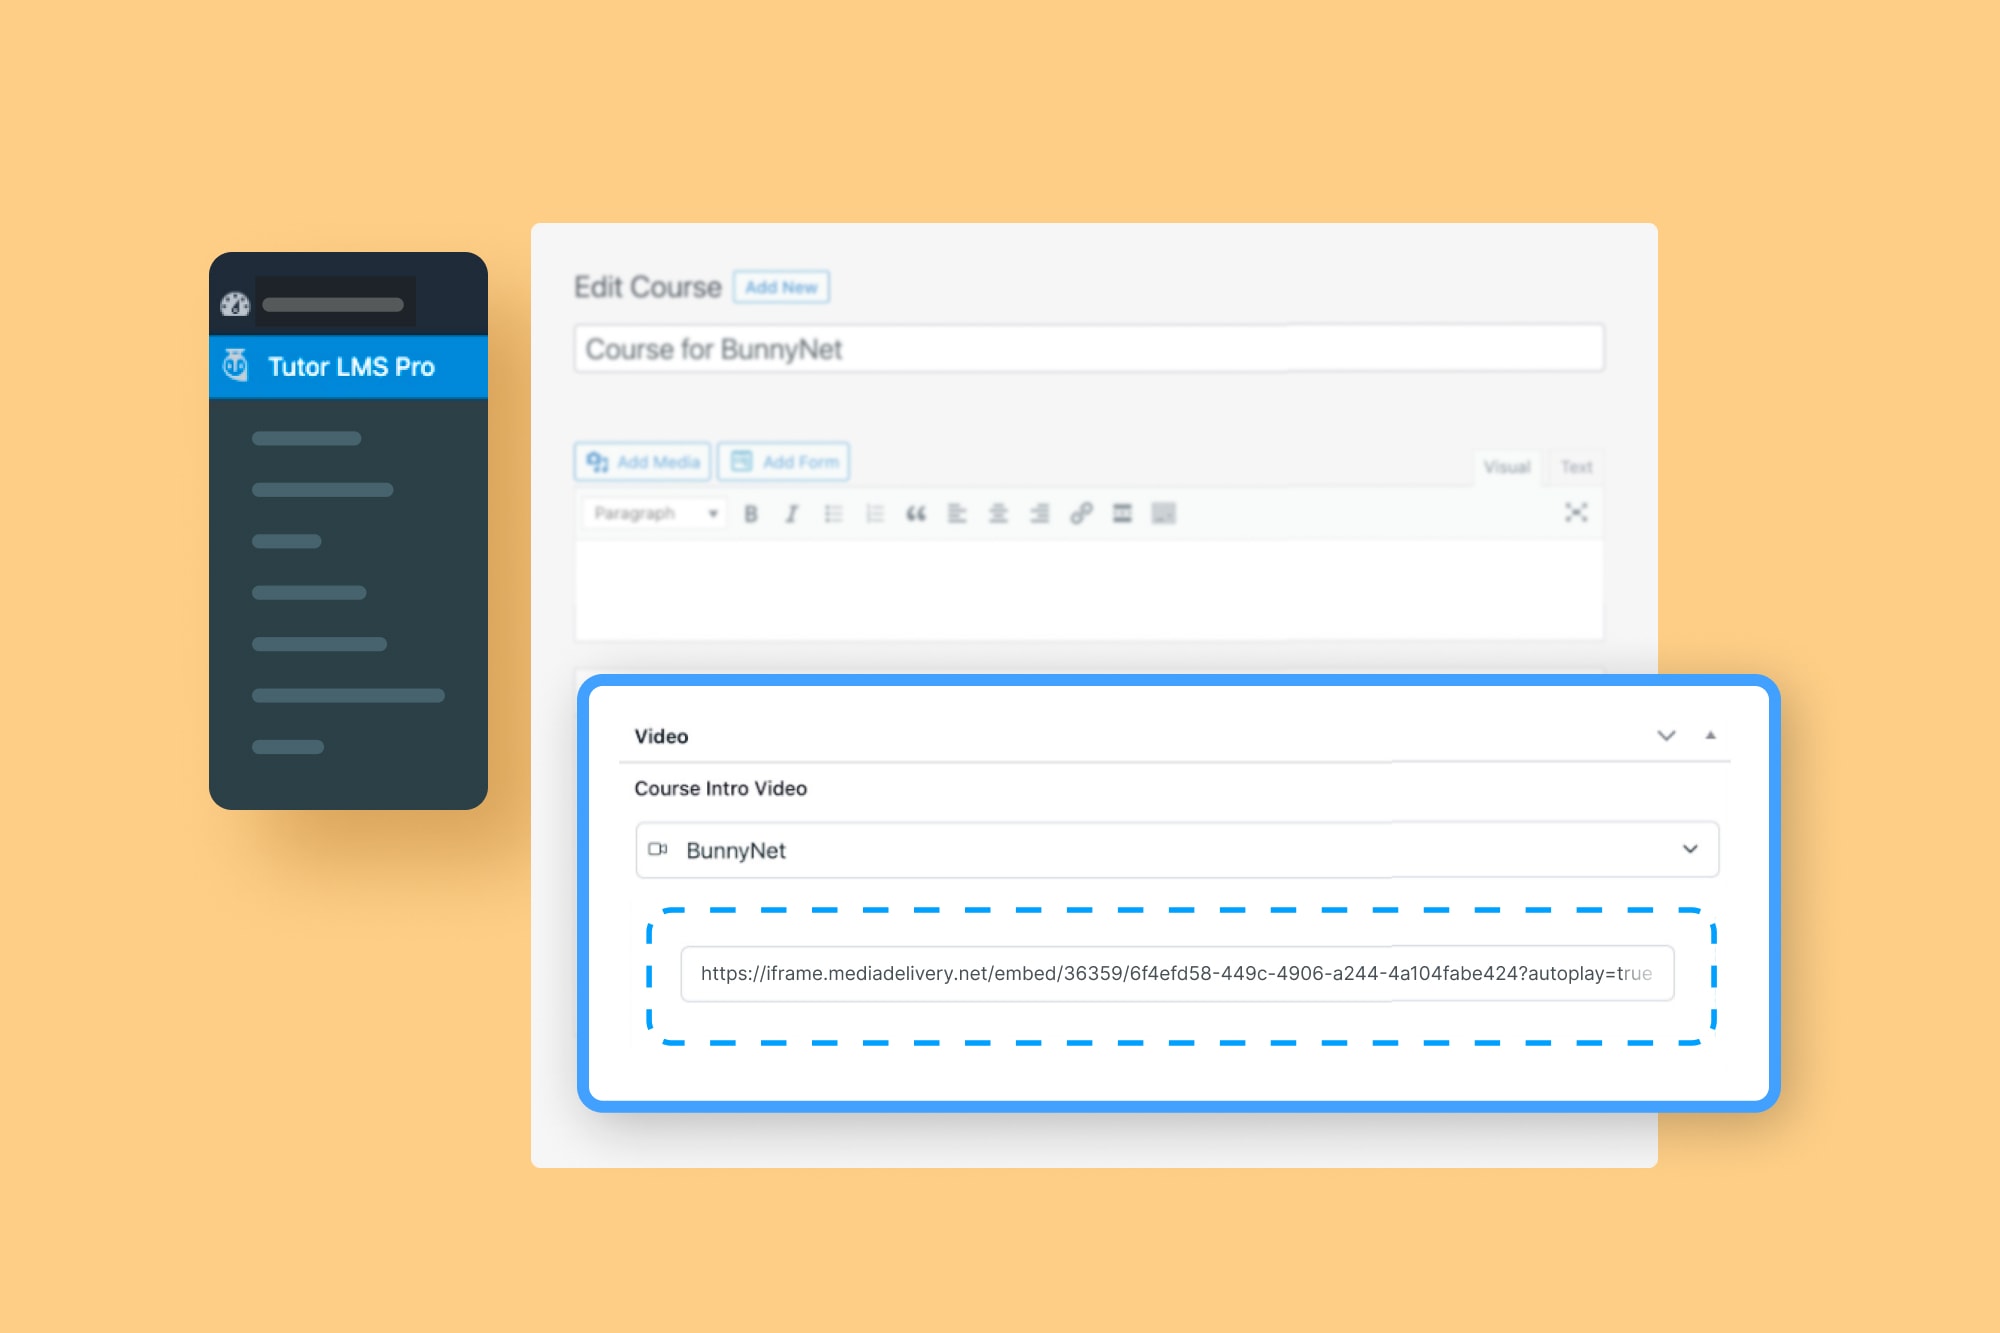 Tutor LMS Pro
Edit Course Add New
Course for BunnyNet
Add Media Add Form Visual Text
Paragraph B I
Video
Course Intro Video
BunnyNet
https://iframe.mediadelivery.net/embed/36359/6f4efd58-449c-4906-a244-4a104fabe424?autoplay=true